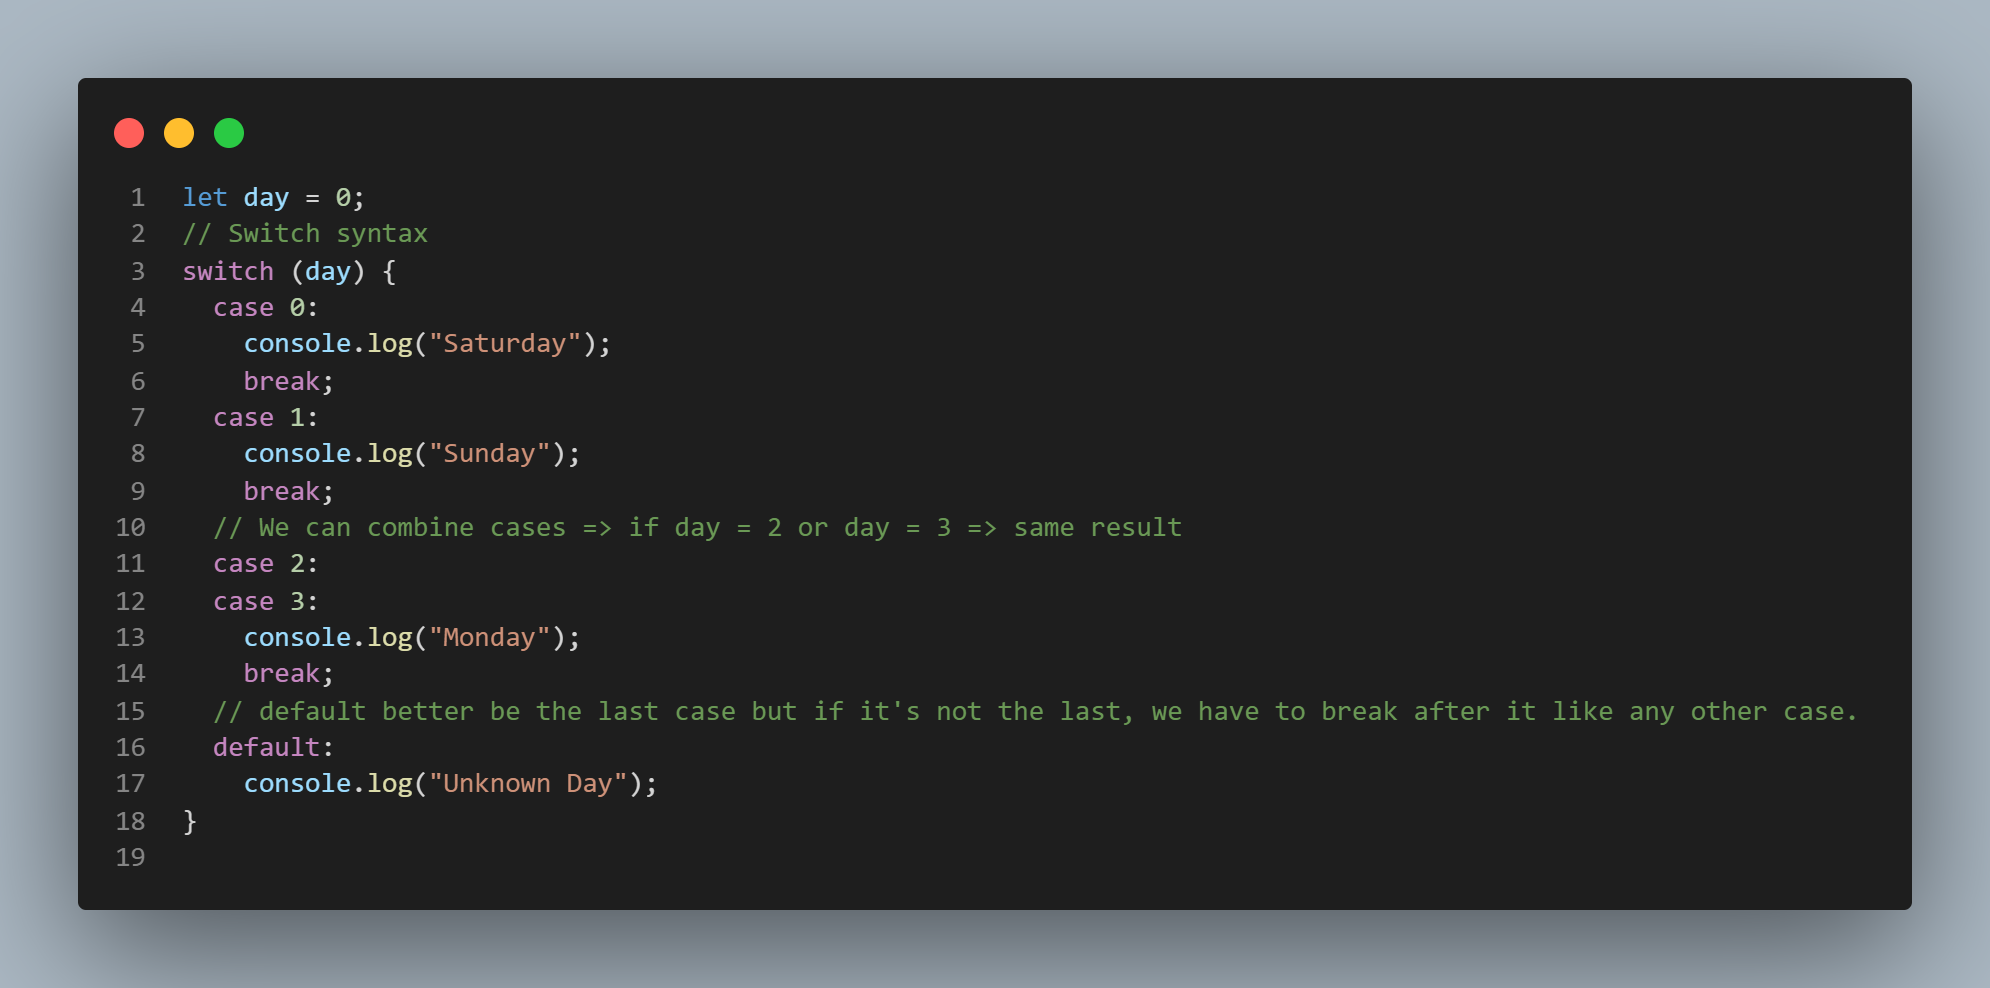 1 let day = 0;
2 // Switch syntax
3 switch (day) {
4   case 0:
5     console.log("Saturday");
6     break;
7   case 1:
8     console.log("Sunday");
9     break;
10   // We can combine cases => if day = 2 or day = 3 => same result
11   case 2:
12   case 3:
13     console.log("Monday");
14     break;
15   // default better be the last case but if it's not the last, we have to break after it like any other case.
16   default:
17     console.log("Unknown Day");
18 }
19